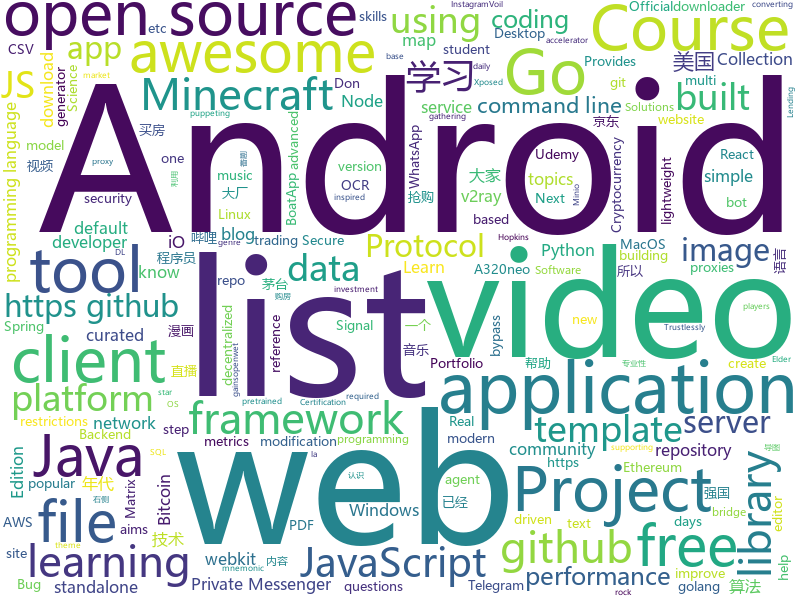 open source
awesome
skills
etc
InstagramVoil
Officialdownloader
converting
using
coding
Desktop
accelerator
Course
CSV
app
download
generator
Science
map
student
Provides
base
daily
Xposed
git
美国
Collection
JS
Minecraft
学习
Go
multi
Don
Node
service
command line
京东
Solutions
website
built
market
puppeting
programming language
视频
model
买房
one
music
大厂
version
OCR
WhatsApp
BoatApp advanced
抢购
大家
v2ray
Udemy
topics
Next
React
simple
bot
Lending
proxy
利用
security
Linux
inspired
based
Minio
Cryptocurrency
lightweight
Android
default
developer
iO
哔哩
blog
trading Secure
Protocol
Python
MacOS
building
proxies
image
语言
tool
程序员
know
repo
茅台
data
Learn
A320neo
Software
所以
DL
genre
Hopkins
investment
https github
Spring
curated
漫画
reference
decentralized
Signal
一个
音乐
bypass
new
players
Trustlessly
list
video
client
直播
购房
gansopenwet
Portfolio
帮助
专业性
create
Elder
platform
star
OS
pretrained
Certification
required
application
restrictions
network
Backend
step
framework
metrics
modification
programming
Real
modern
template
community
https
server
repository
Ethereum
Java
popular
年代
Edition
Matrix
Bitcoin
la
认识
SQL
web
agent
Project
free
supporting
强国
导图
右侧
bridge
library
editor
file
AWS
aims
技术
PDF
Windows
已经
driven
text
days
github
site
learning
webkit
内容
JavaScript
performance
improve
help
Bug
standalone
theme
mnemonic
Private Messenger
questions
Telegram
gathering
rock
golang
算法